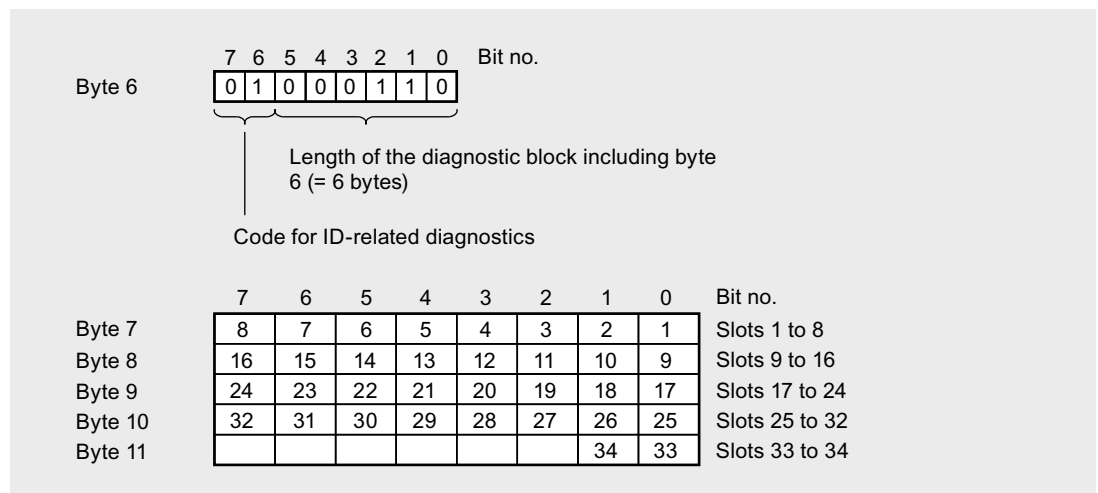 7 6 5 4 3 2 1 0 Bit no.
Byte 6 0 1 0 0 0 1 1 0
Length of the diagnostic block including byte
6 (= 6 bytes)
Code for ID-related diagnostics
7 6 5 4 3 2 1 0 Bit no.
Byte 7 8 7 6 5 4 3 2 1 Slots 1 to 8
Byte 8 16 15 14 13 12 11 10 9 Slots 9 to 16
Byte 9 24 23 22 21 20 19 18 17 Slots 17 to 24
Byte 10 32 31 30 29 28 27 26 25 Slots 25 to 32
Byte 11 34 33 Slots 33 to 34